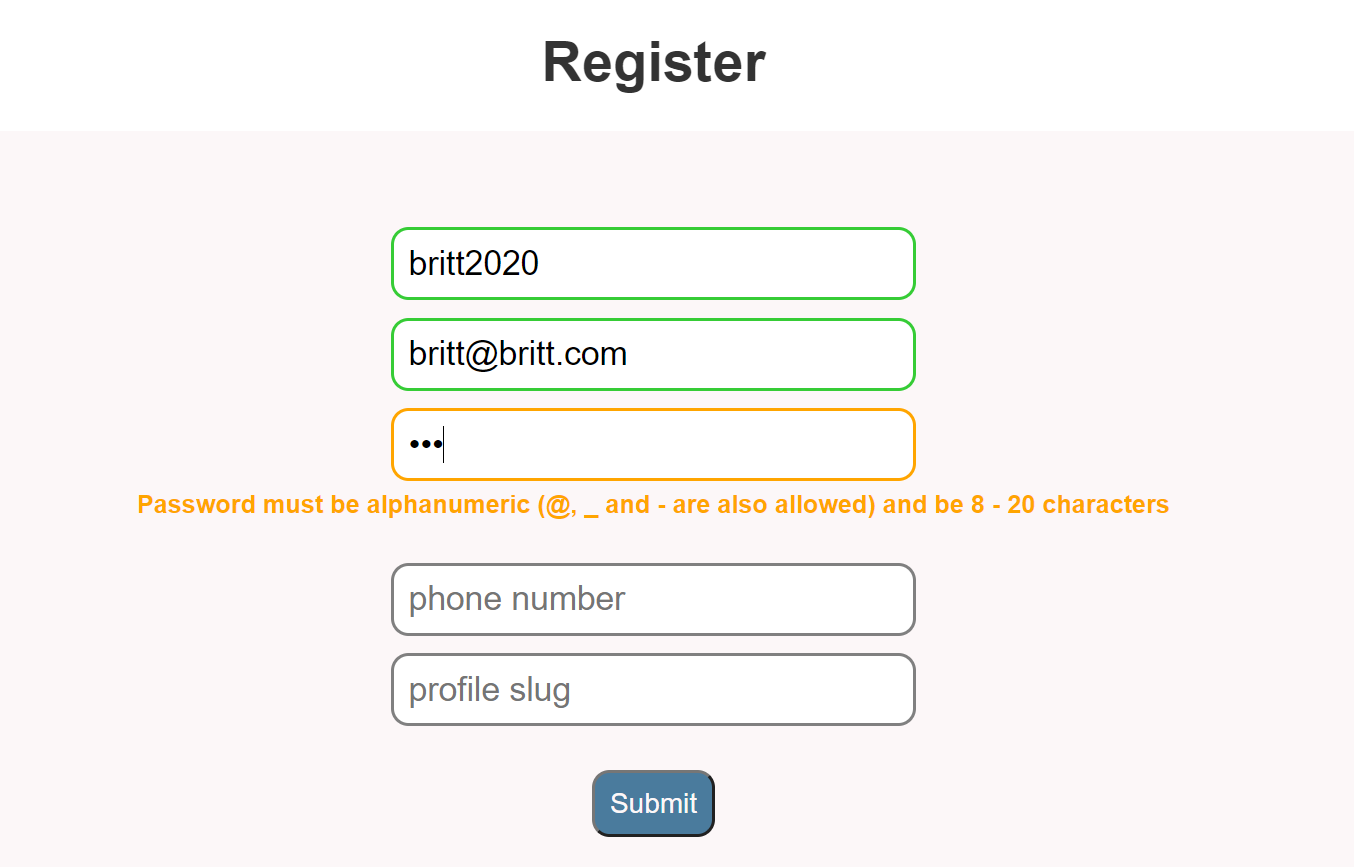 Register
britt2020
britt@britt.com
•••
Password must be alphanumeric (@, _ and - are also allowed) and be 8 - 20 characters
phone number
profile slug
Submit